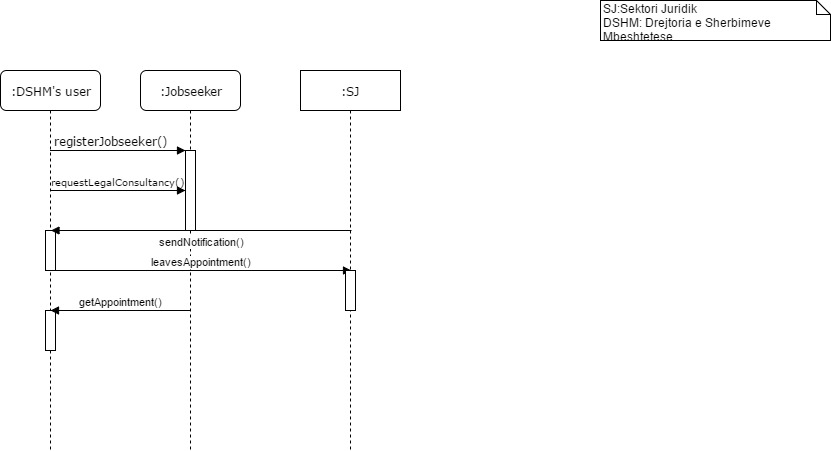 SJ:Sektori Juridik
DSHM: Drejtoria e Sherbimeve
Mbeshtetese
:DSHM's user
:Jobseeker
:SJ
registerJobseeker()
requestLegalConsultancy()
sendNotification()
leavesAppointment()
getAppointment()